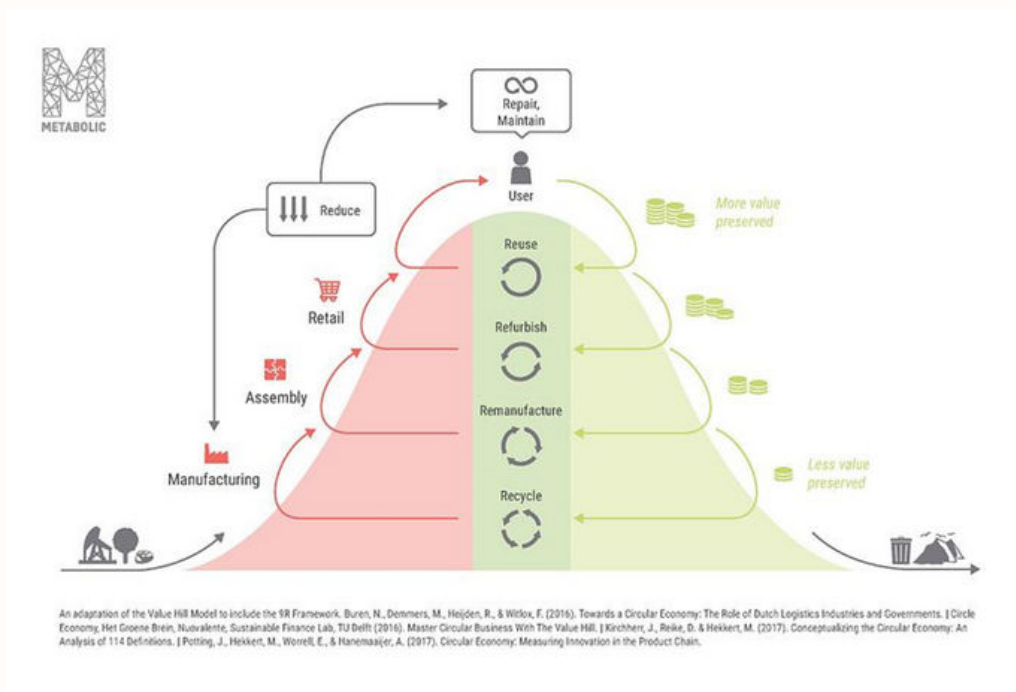 METABOLIC
Repair,
Maintain
Reduce
User
More value
preserved
Reuse
Retail
Refurbish
Assembly
Remanufacture
Manufacturing
Less value
preserved
Recycle
An adaptation of the Value Hill Model to include the 9R Framework. Buren, N., Demmers, M., Heijden, R., & Witlox, F. (2016). Towards a Circular Economy: The Role of Dutch Logistics Industries and Governments. | Circle
Economy, Het Groene Brein, Nuovalente, Sustainable Finance Lab, TU Delft (2016). Master Circular Business With The Value Hill. | Kirchherr, J., Reike, D. & Hekkert, M. (2017). Conceptualizing the Circular Economy: An
Analysis of 114 Definitions. | Potting, J., Hekkert, M., Worrell, E., & Hanemaaijer, A. (2017). Circular Economy: Measuring Innovation in the Product Chain.